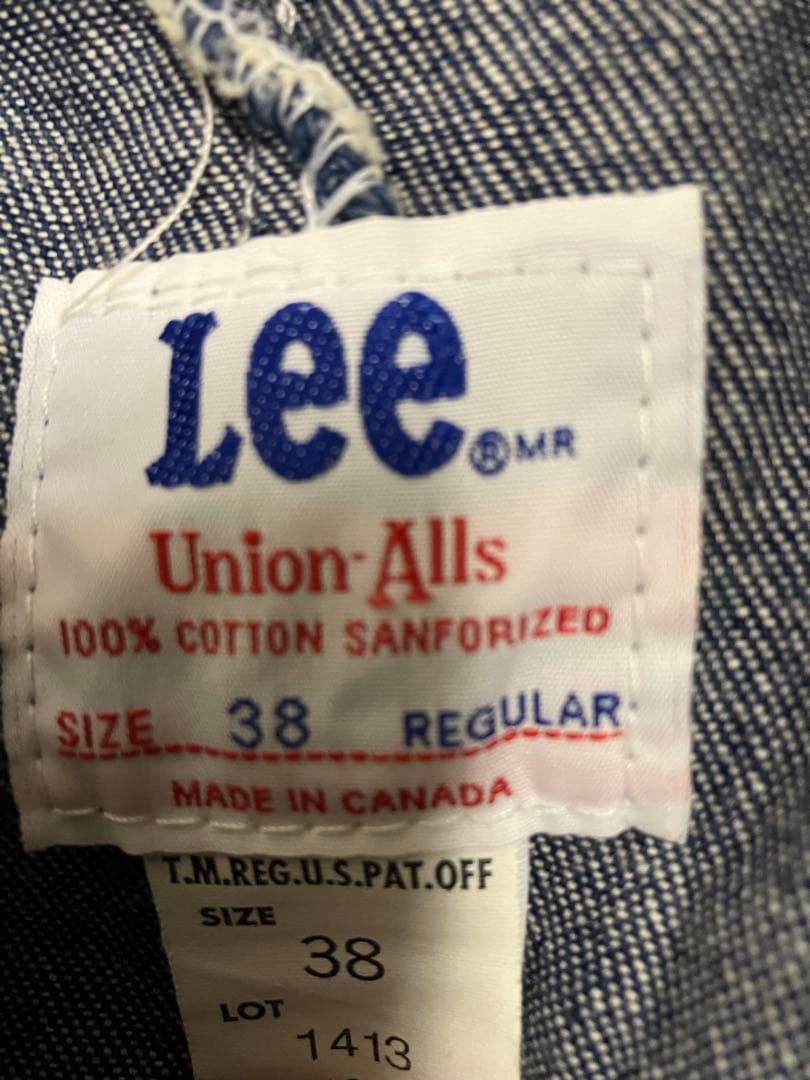 Lee®MR
Union-Alls
100% COTTON SANFORIZED
SIZE 38 REGULAR
MADE IN CANADA
T.M.REG.U.S.PAT.OFF
SIZE
38
LOT
1413